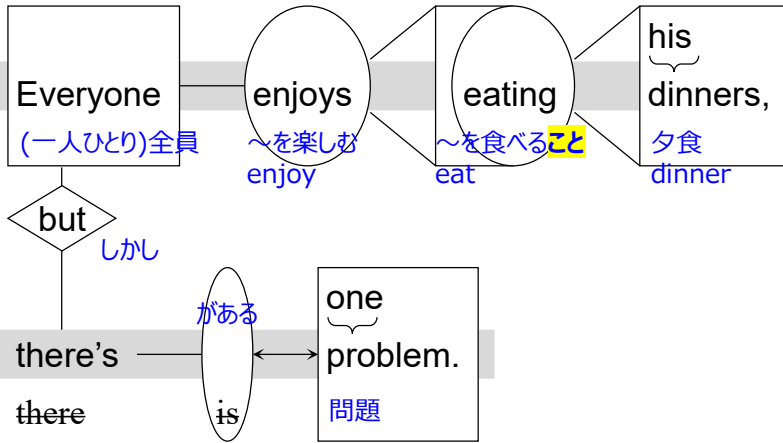 his
Everyone enjoys eating dinners,
(一人ひとり)全員 ～を楽しむ ～を食べること 夕食
enjoy eat dinner
but
しかし
がある
one
there's problem.
there is 問題